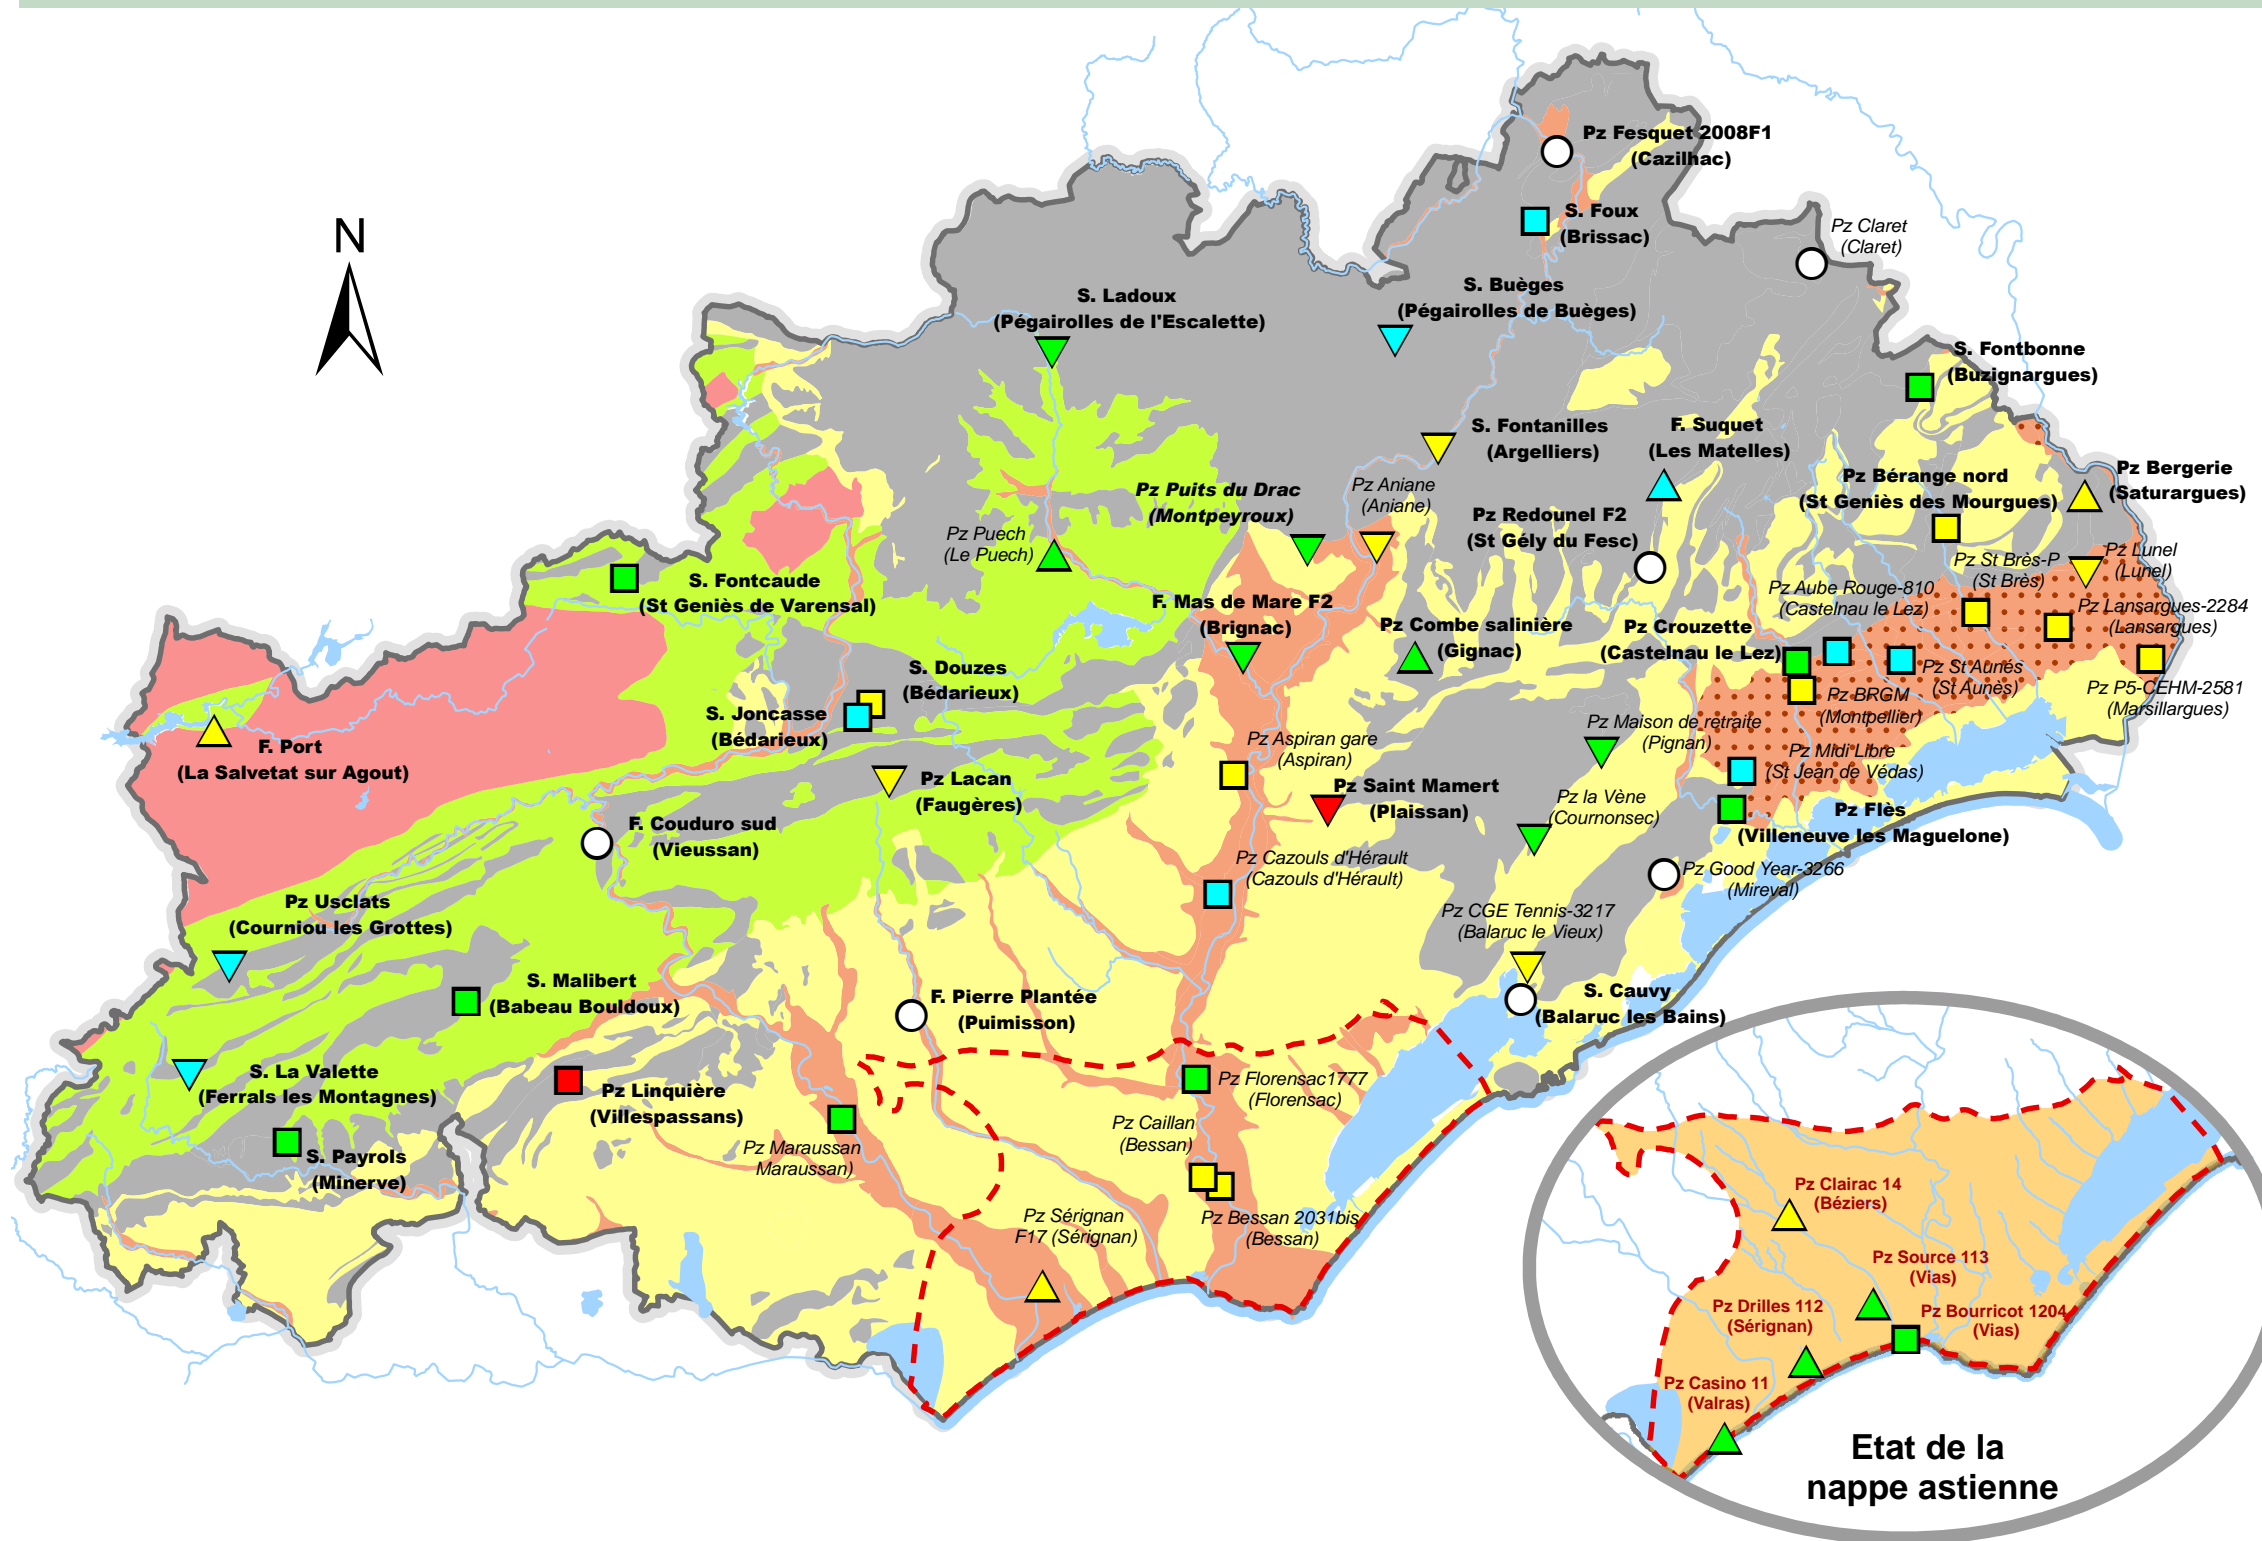 N
Pz Fesquet 2008F1
(Cazilhac)
S. Foux
(Brissac)
Pz Claret
(Claret)
S. Ladoux
(Pégairolles de l'Escalette)
S. Buèges
(Pégairolles de Buèges)
S. Fontbonne
(Buzignargues)
S. Fontanilles
(Argelliers)
F. Suquet
(Les Matelles)
Pz Bérange nord
(St Geniès des Mourgues)
Pz Bergerie
(Saturargues)
Pz Puits du Drac
(Montpeyroux)
Pz Aniane
(Aniane)
Pz Redounel F2
(St Gély du Fesc)
Pz Puech
(Le Puech)
Pz St Brès-P
(St Brès)
Pz Lunel
(Lunel)
S. Fontcaude
(St Geniès de Varensal)
Pz Aube Rouge-810
(Castelnau le Lez)
Pz Lansargues-2284
(Lansargues)
F. Mas de Mare F2
(Brignac)
Pz Combe salinière
(Gignac)
Pz Crouzette
(Castelnau le Lez)
S. Douzes
(Bédarieux)
Pz St Aunés
(St Aunès)
Pz P5-CEHM-2581
(Marsillargues)
Pz BRGM
(Montpellier)
S. Joncasse
(Bédarieux)
Pz Maison de retraite
(Pignan)
F. Port
(La Salvetat sur Agout)
Pz Aspiran gare
(Aspiran)
Pz Midi Libre
(St Jean de Védas)
Pz Lacan
(Faugères)
Pz Saint Mamert
(Plaissan)
Pz la Vène
(Cournonsec)
Pz Flès
(Villeneuve les Maguelone)
F. Couduro sud
(Vieussan)
Pz Cazouls d'Hérault
(Cazouls d'Hérault)
Pz Good Year-3266
(Mireval)
Pz Usclats
(Courniou les Grottes)
Pz CGE Tennis-3217
(Balaruc le Vieux)
S. Malibert
(Babeau Bouldoux)
F. Pierre Plantée
(Puimisson)
S. Cauvy
(Balaruc les Bains)
S. La Valette
(Ferrals les Montagnes)
Pz Linquière
(Villespassans)
Pz Florensac1777
(Florensac)
Pz Caillan
(Bessan)
Pz Maraussan
Maraussan)
S. Payrols
(Minerve)
Pz Sérignan
F17 (Sérignan)
Pz Bessan 2031bis
(Bessan)
Pz Clairac 14
(Béziers)
Pz Source 113
(Vias)
Pz Drilles 112
(Sérignan)
Pz Bourricot 1204
(Vias)
Pz Casino 11
(Valras)
Etat de la
nappe astienne